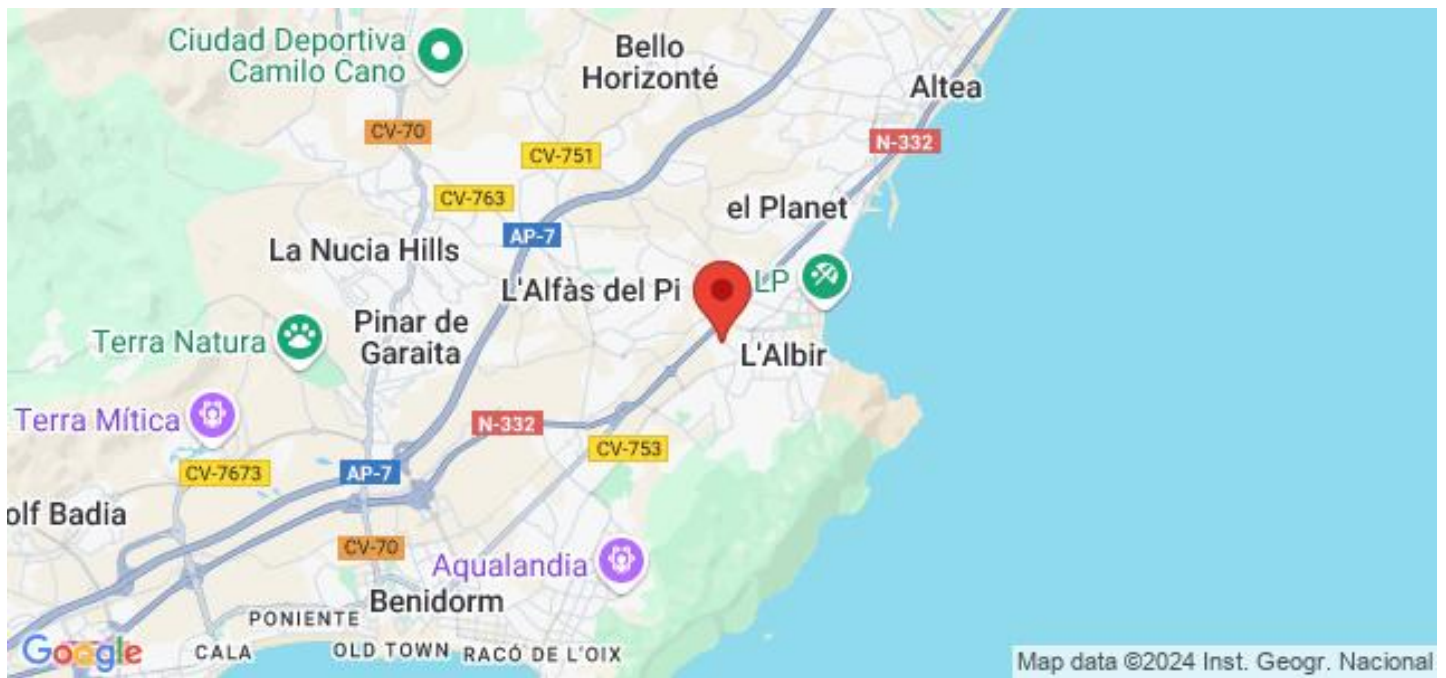 Ciudad Deportiva
Camilo Cano
Bello
Horizonté
Altea
CV-70
N-332
CV-751
CV-763
el Planet
AP-7
La Nucia Hills
L'Alfàs del Pi
LP
Terra Natura
Pinar de
Garaita
L'Albir
Terra Mítica
N-332
CV-753
CV-7673
AP-7
olf Badia
CV-70
Aqualandia
Benidorm
PONIENTE
Google
CALA
OLD TOWN
RACÓ DE L'OIX
Map data ©2024 Inst. Geogr. Nacional